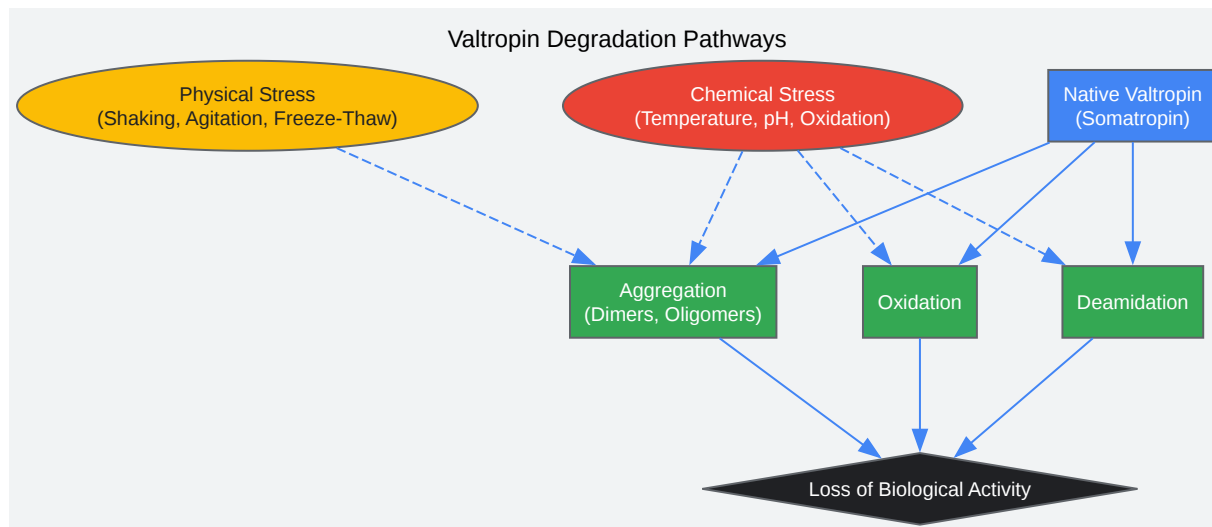 Valtropin Degradation Pathways
Physical Stress
(Shaking, Agitation, Freeze-Thaw)
Chemical Stress
(Temperature, pH, Oxidation)
Native Valtropin
(Somatropin)
Aggregation
(Dimers, Oligomers)
Oxidation
Deamidation
Loss of Biological Activity